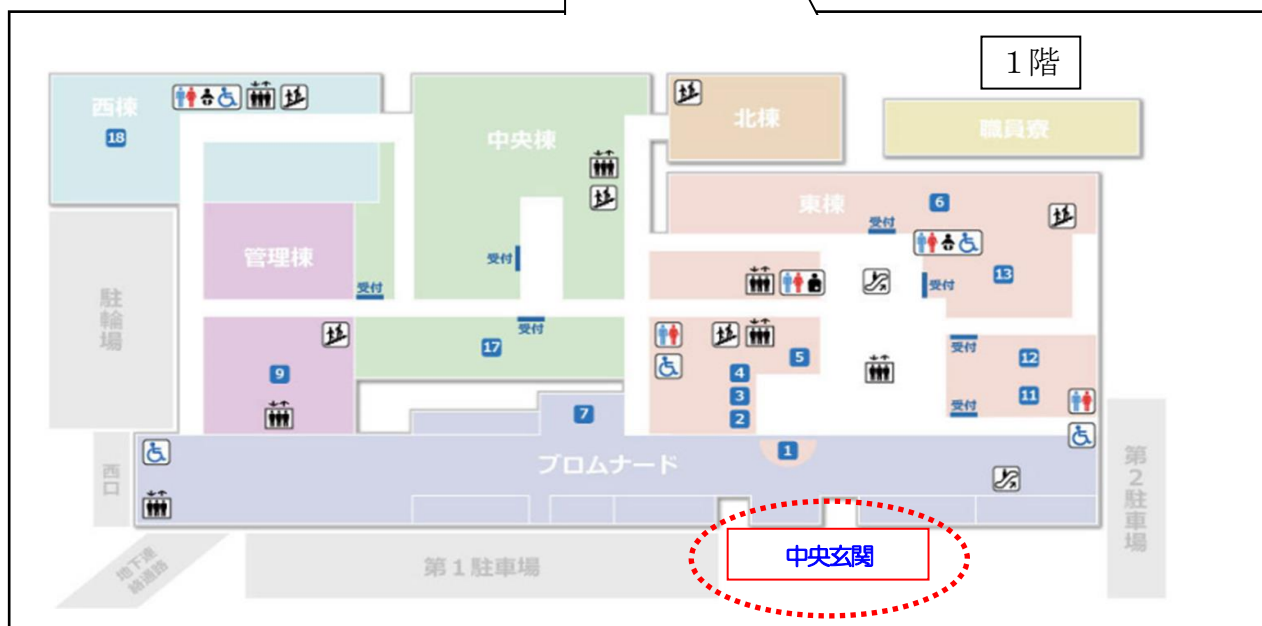 １階
西棟
18
中央棟
北棟
職員寮
東棟
6
受付
管理棟
受付
受付
受付
13
駐輪場
受付
17
9
5
4
3
2
受付
12
11
受付
7
1
プロムナード
西口
第２駐車場
地下連絡通路
第１駐車場
中央玄関